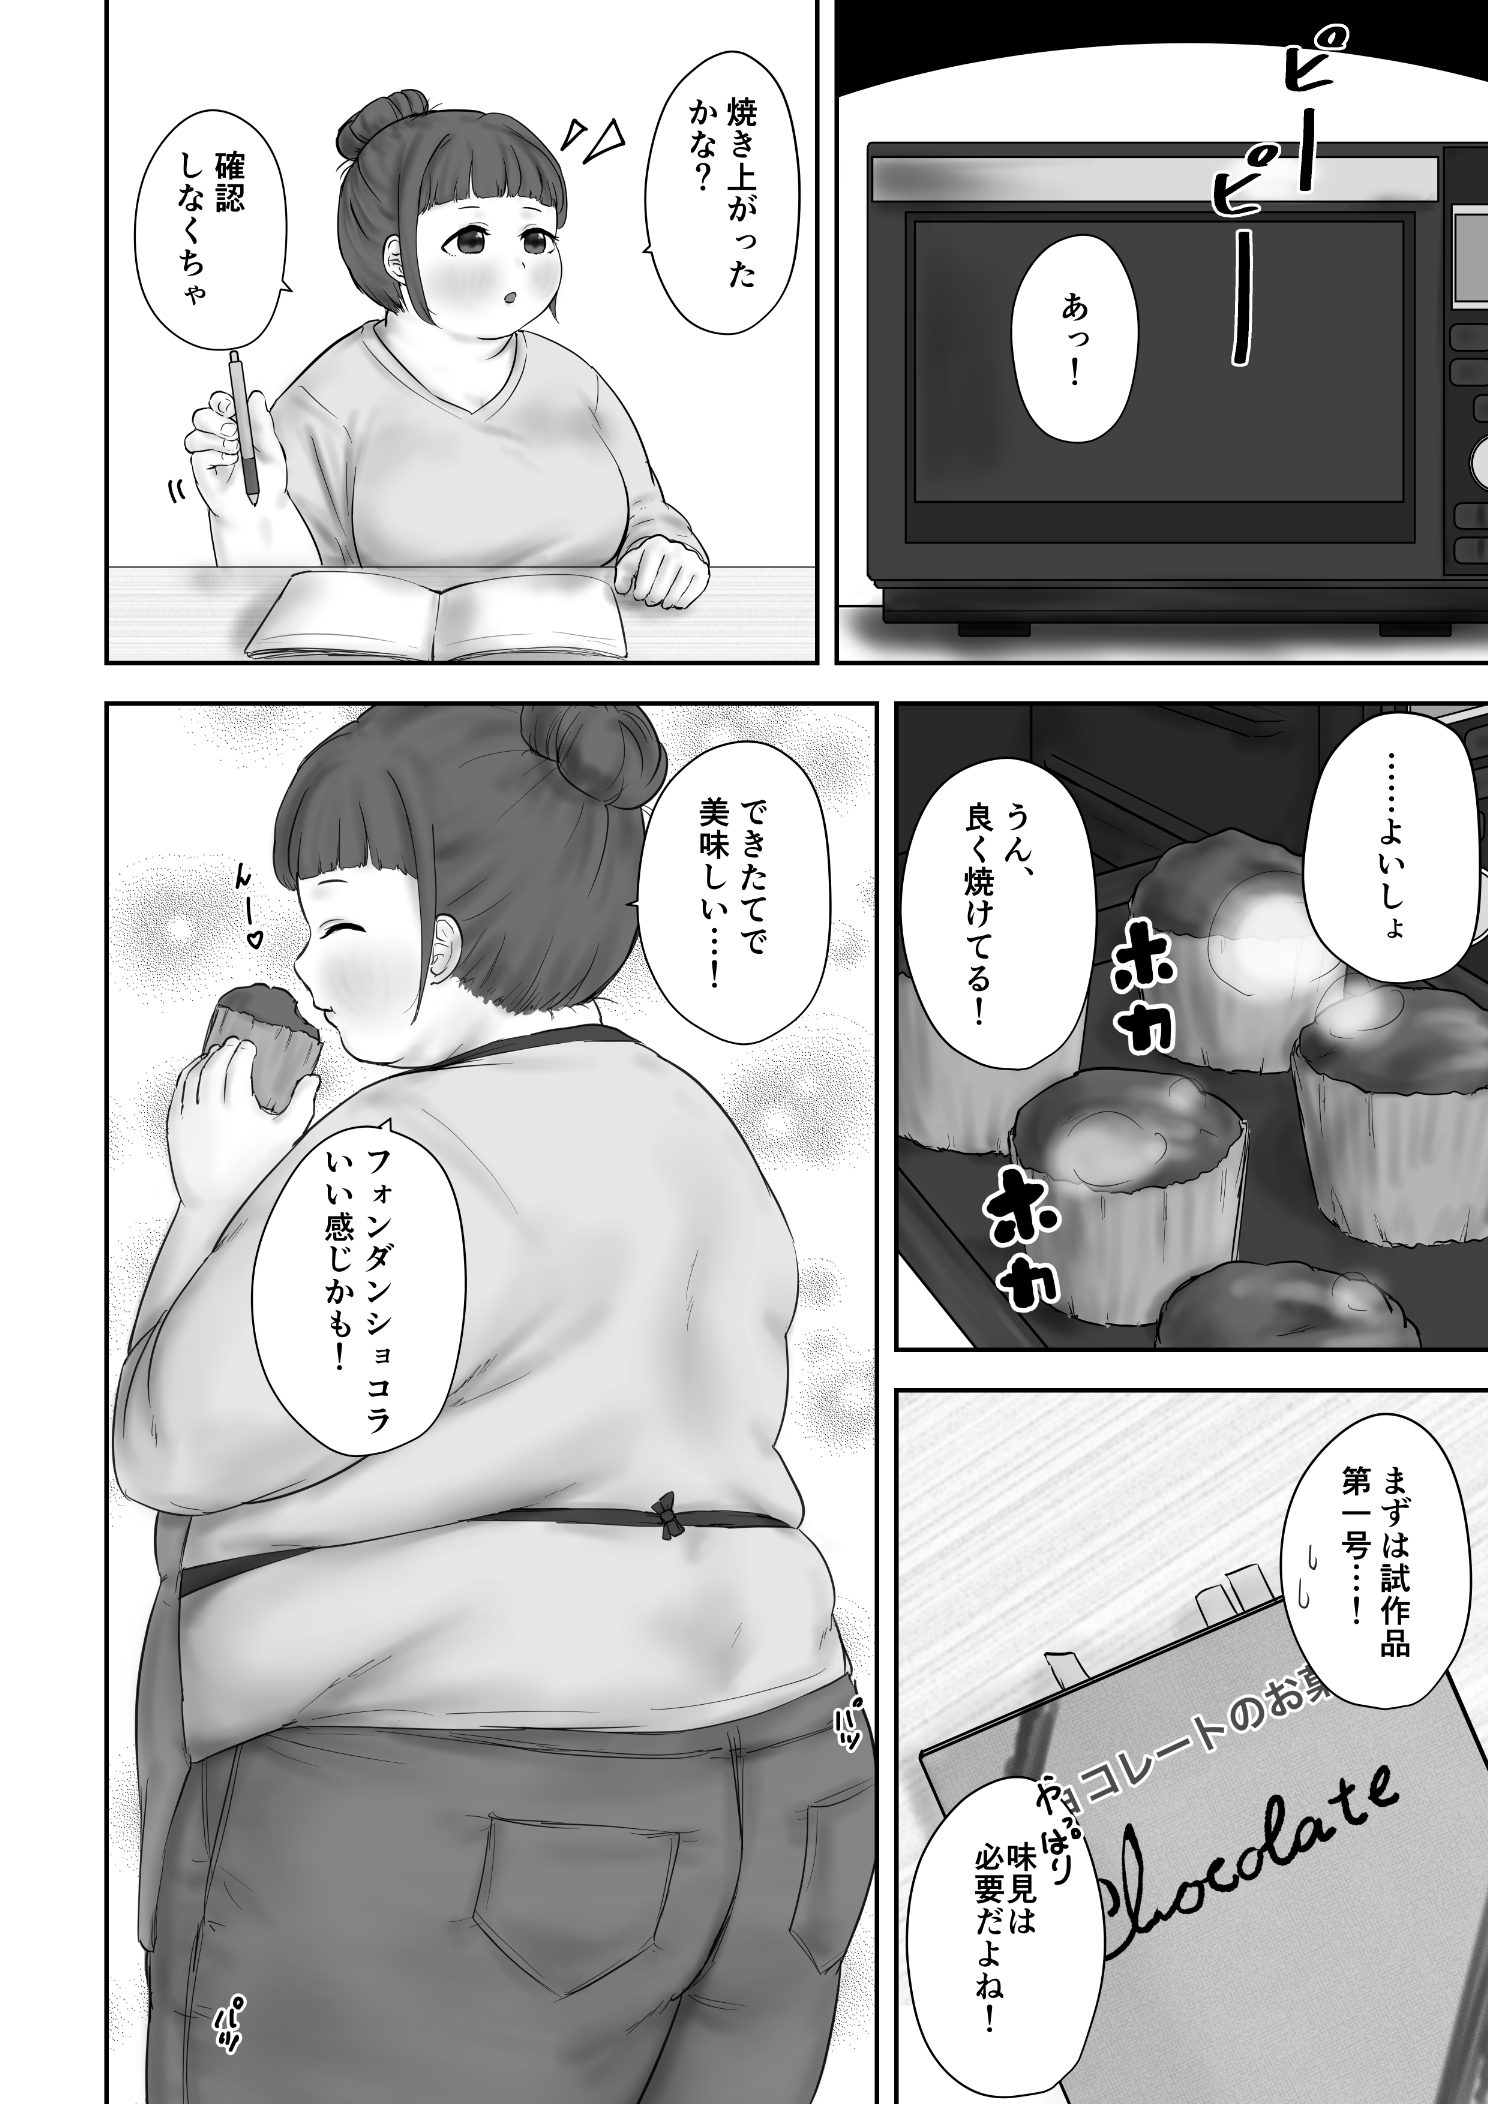 ピー
ピー
あっ！
焼き上がった
かな？
確認
しなくちゃ
……よいしょ
うん、
良く焼けてる！
ホカ
ホカ
まずは試作品
第一号…！
コレートのお菓
Chocolate
やっぱり
味見は
必要だよね！
できたてで
美味しい…！
んー♡
フォンダンショコラ
いい感じかも！
パツ
パツ